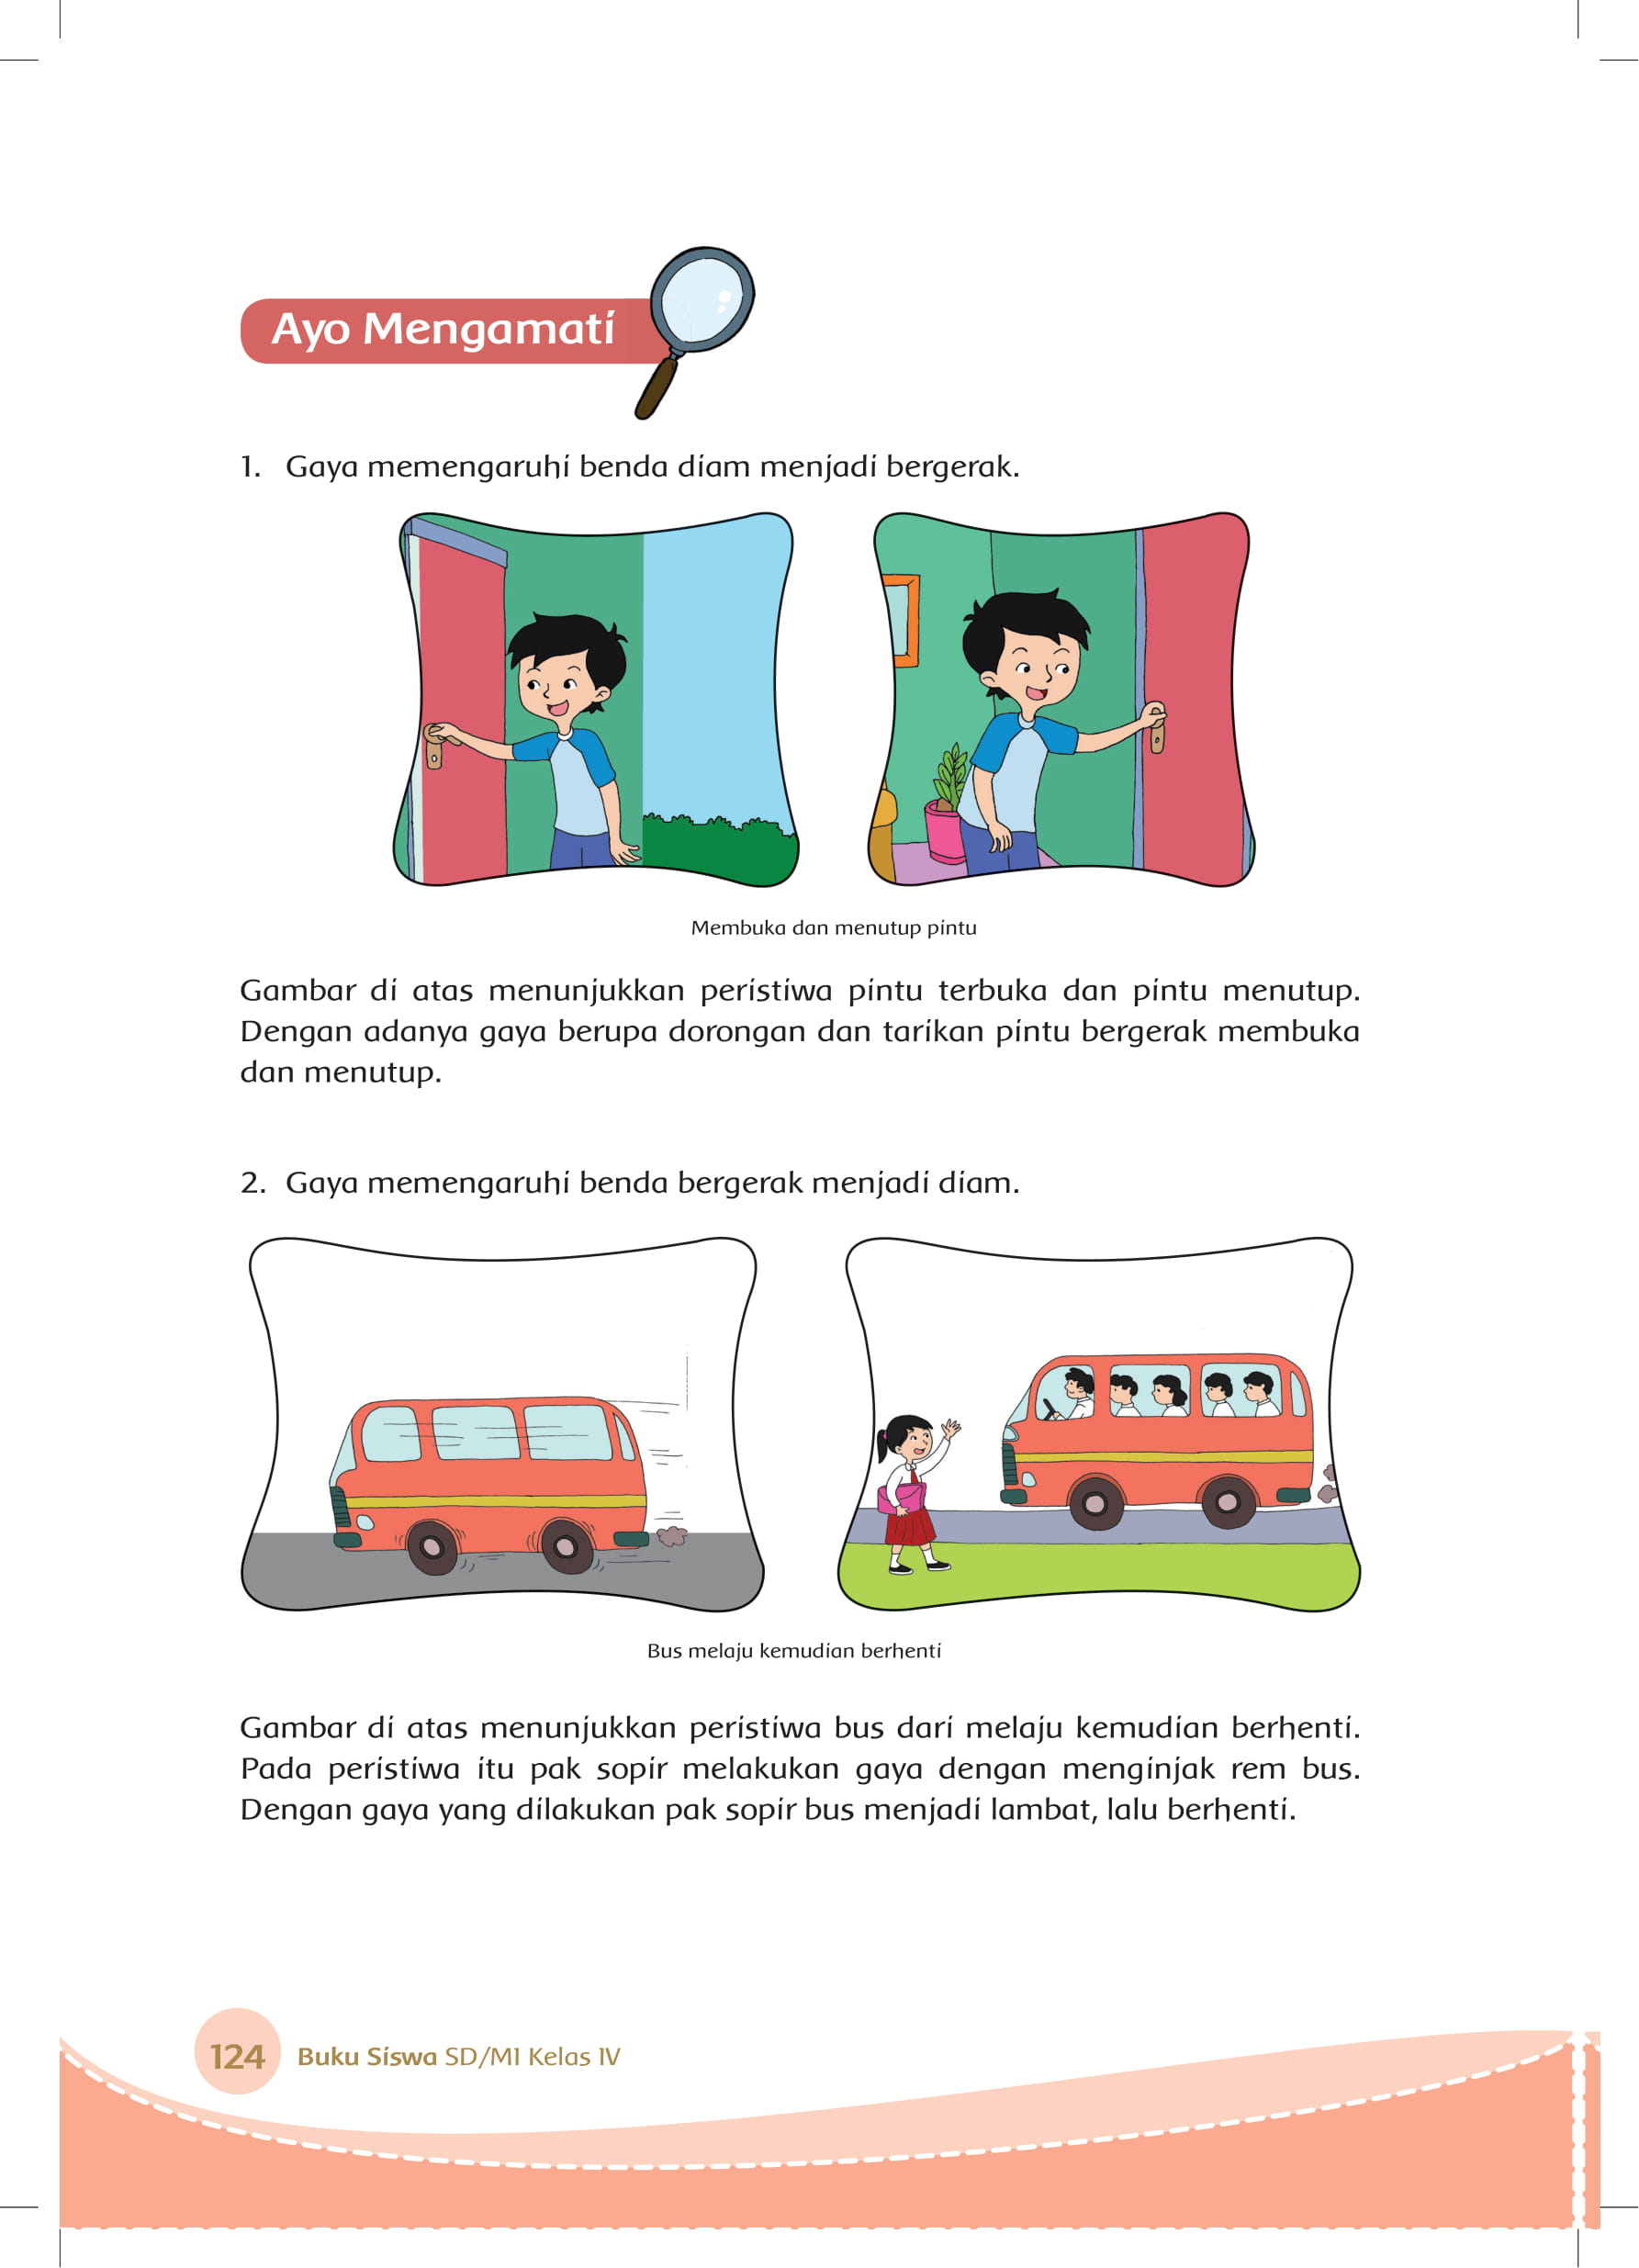 Ayo Mengamati
1. Gaya memengaruhi benda diam menjadi bergerak.
Membuka dan menutup pintu
Gambar di atas menunjukkan peristiwa pintu terbuka dan pintu menutup.
Dengan adanya gaya berupa dorongan dan tarikan pintu bergerak membuka
dan menutup.
2. Gaya memengaruhi benda bergerak menjadi diam.
Bus melaju kemudian berhenti
Gambar di atas menunjukkan peristiwa bus dari melaju kemudian berhenti.
Pada peristiwa itu pak sopir melakukan gaya dengan menginjak rem bus.
Dengan gaya yang dilakukan pak sopir bus menjadi lambat, lalu berhenti.
124 Buku Siswa SD/MI Kelas IV